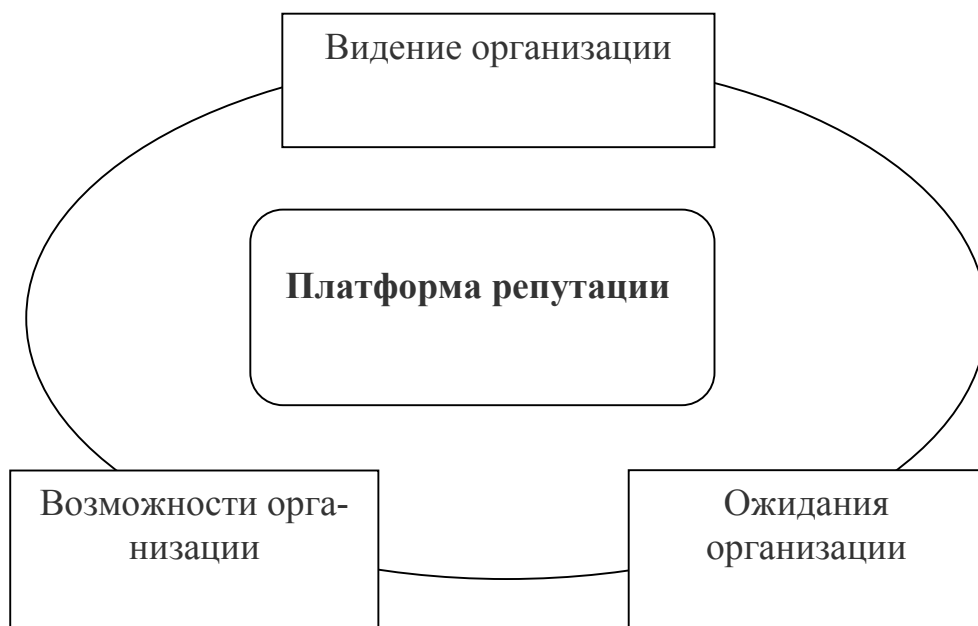 Видение организации
Платформа репутации
Возможности орга-
низации
Ожидания
организации